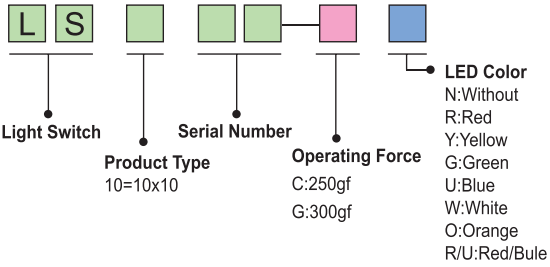 L S
Light Switch
Product Type
10=10x10
Serial Number
Operating Force
C:250gf
G:300gf
LED Color
N:Without
R:Red
Y:Yellow
G:Green
U:Blue
W:White
O:Orange
R/U:Red/Bule